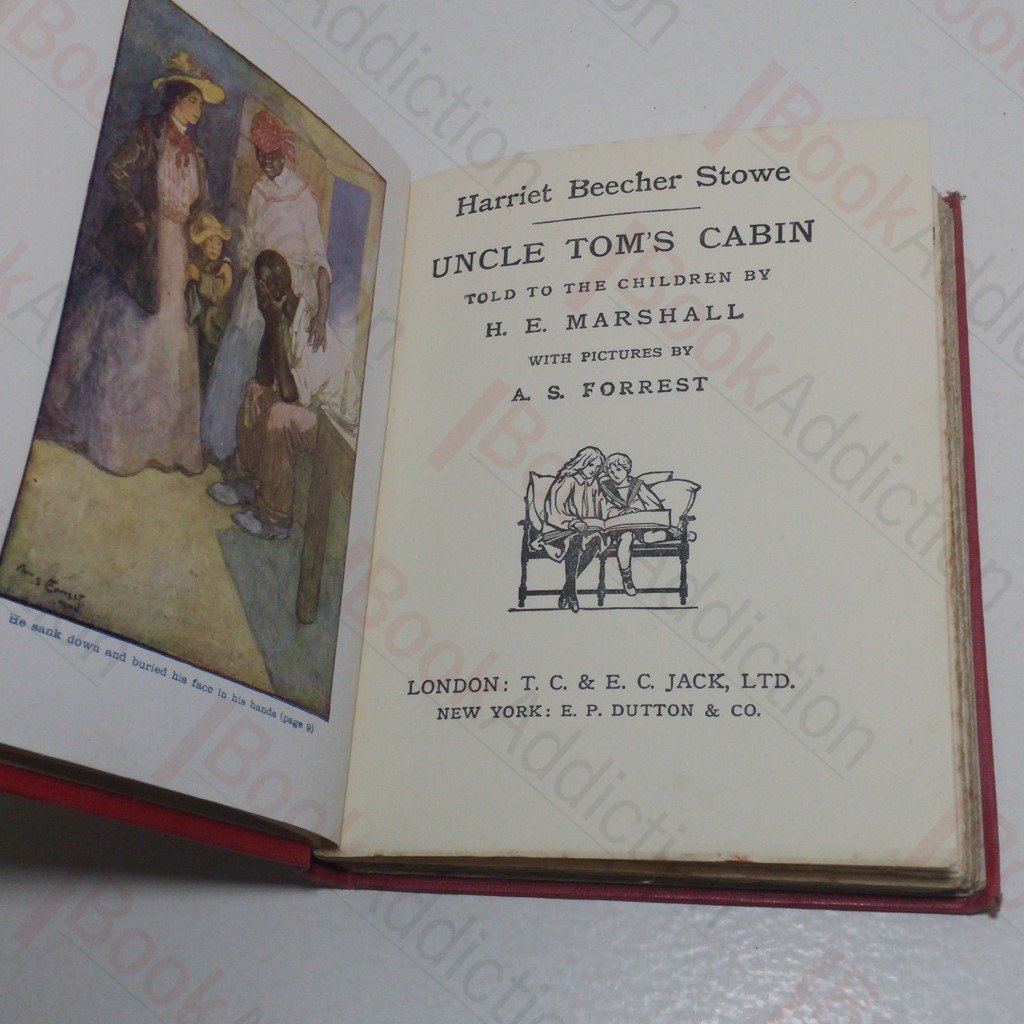 He sank down and buried his face in his hands (page 9)
Harriet Beecher Stowe
UNCLE TOM'S CABIN
TOLD TO THE CHILDREN BY
H. E. MARSHALL
WITH PICTURES BY
A. S. FORREST
LONDON: T. C. & E. C. JACK, LTD.
NEW YORK: E. P. DUTTON & CO.
BookAddiction